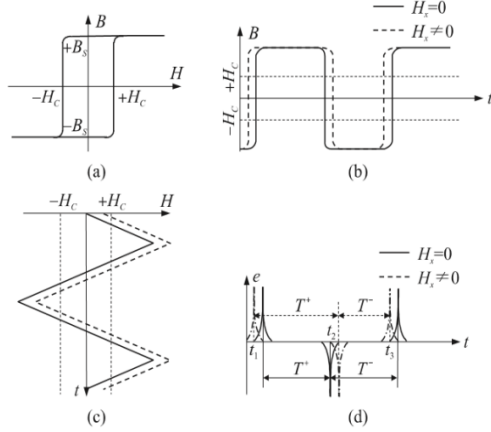 B
+B_S
H
−H_C
+H_C
−B_S
(a)
H_x=0
H_x≠0
B
+H_C
−H_C
t
(b)
−H_C
+H_C
H
t
(c)
H_x=0
H_x≠0
e
T⁺
T⁻
t_1
t_2
t_3
t
T⁺
T⁻
(d)